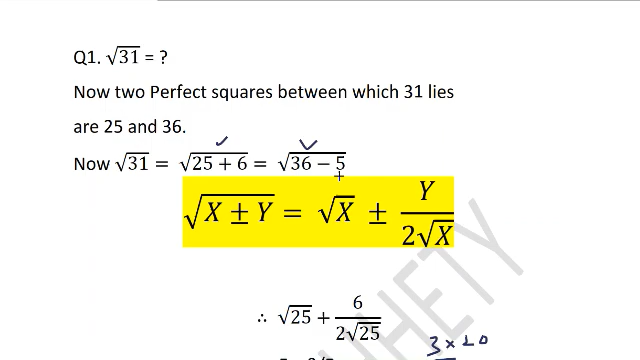 Q1. √31 = ?
Now two Perfect squares between which 31 lies
are 25 and 36.
Now √31 = √(25 + 6) = √(36 − 5)
√(X ± Y) = √X ± Y/(2√X)
∴ √25 + 6/(2√25)
3 × 20